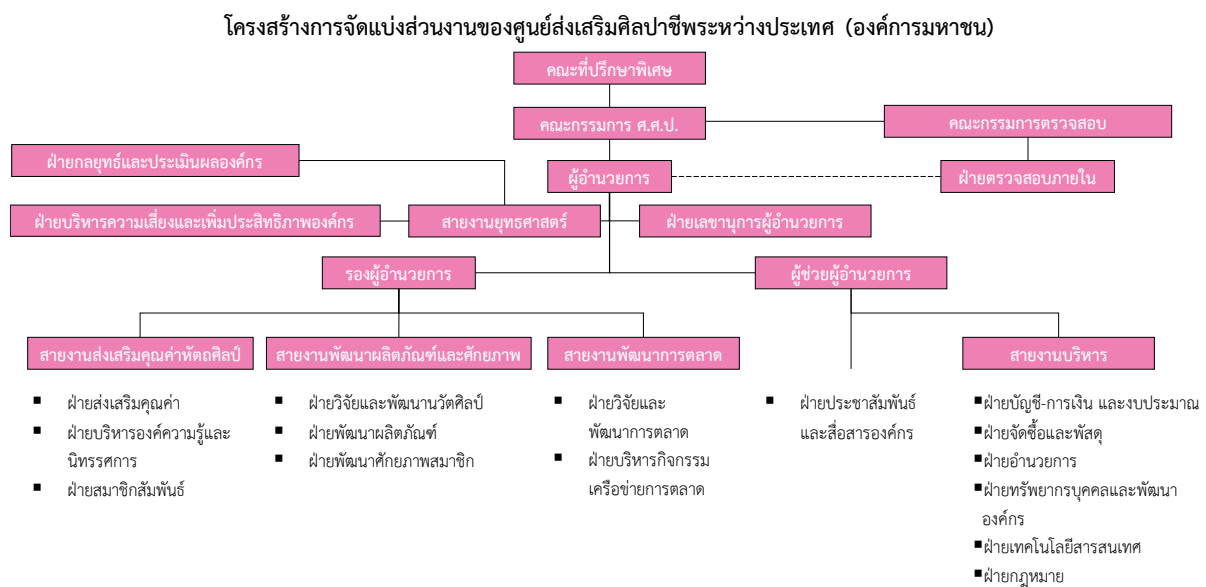 โครงสร้างการจัดแบ่งส่วนงานของศูนย์ส่งเสริมศิลปาชีพระหว่างประเทศ (องค์การมหาชน)
คณะที่ปรึกษาพิเศษ
คณะกรรมการ ศ.ศ.ป.
คณะกรรมการตรวจสอบ
ฝ่ายกลยุทธ์และประเมินผลองค์กร
ผู้อำนวยการ
ฝ่ายตรวจสอบภายใน
ฝ่ายบริหารความเสี่ยงและเพิ่มประสิทธิภาพองค์กร
สายงานยุทธศาสตร์
ฝ่ายเลขานุการผู้อำนวยการ
รองผู้อำนวยการ
ผู้ช่วยผู้อำนวยการ
สายงานส่งเสริมคุณค่าหัตถศิลป์
▪ ฝ่ายส่งเสริมคุณค่า
▪ ฝ่ายบริหารองค์ความรู้และ
นิทรรศการ
▪ ฝ่ายสมาชิกสัมพันธ์
สายงานพัฒนาผลิตภัณฑ์และศักยภาพ
▪ ฝ่ายวิจัยและพัฒนานวัตศิลป์
▪ ฝ่ายพัฒนาผลิตภัณฑ์
▪ ฝ่ายพัฒนาศักยภาพสมาชิก
สายงานพัฒนาการตลาด
▪ ฝ่ายวิจัยและ
พัฒนาการตลาด
▪ ฝ่ายบริหารกิจกรรม
เครือข่ายการตลาด
▪ ฝ่ายประชาสัมพันธ์
และสื่อสารองค์กร
สายงานบริหาร
▪ฝ่ายบัญชี-การเงิน และงบประมาณ
▪ฝ่ายจัดซื้อและพัสดุ
▪ฝ่ายอำนวยการ
▪ฝ่ายทรัพยากรบุคคลและพัฒนา
องค์กร
▪ฝ่ายเทคโนโลยีสารสนเทศ
▪ฝ่ายกฎหมาย